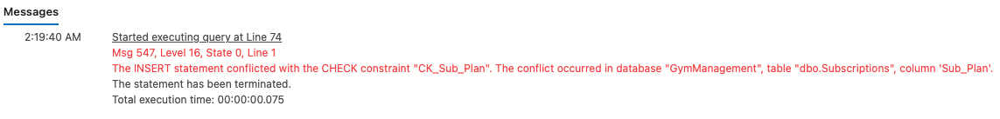 Messages
2:19:40 AM Started executing query at Line 74
Msg 547, Level 16, State 0, Line 1
The INSERT statement conflicted with the CHECK constraint "CK_Sub_Plan". The conflict occurred in database "GymManagement", table "dbo.Subscriptions", column 'Sub_Plan'.
The statement has been terminated.
Total execution time: 00:00:00.075